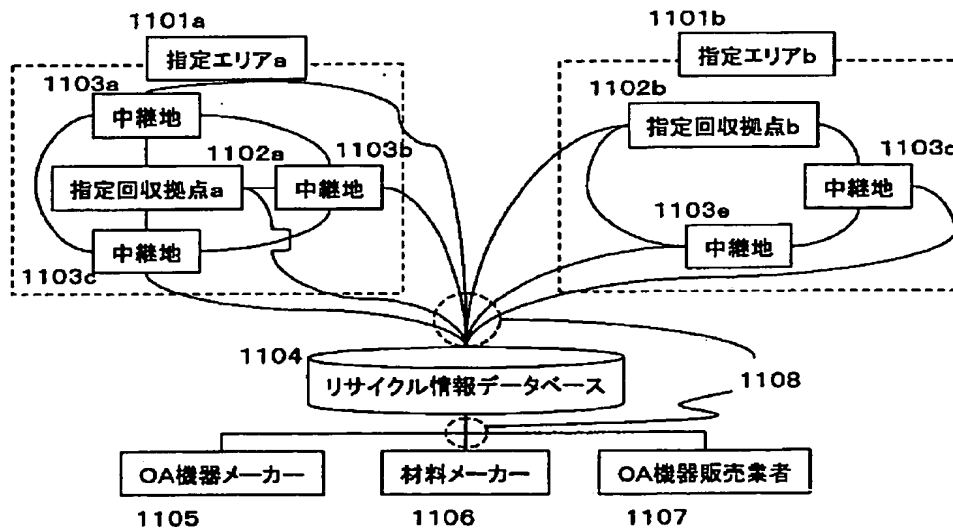 1101a
指定エリアa
1103a
中継地
1102a
1103b
指定回収拠点a
中継地
中継地
1103c
1101b
指定エリアb
1102b
指定回収拠点b
1103d
中継地
1103e
中継地
1104
リサイクル情報データベース
1108
OA機器メーカー
材料メーカー
OA機器販売業者
1105
1106
1107